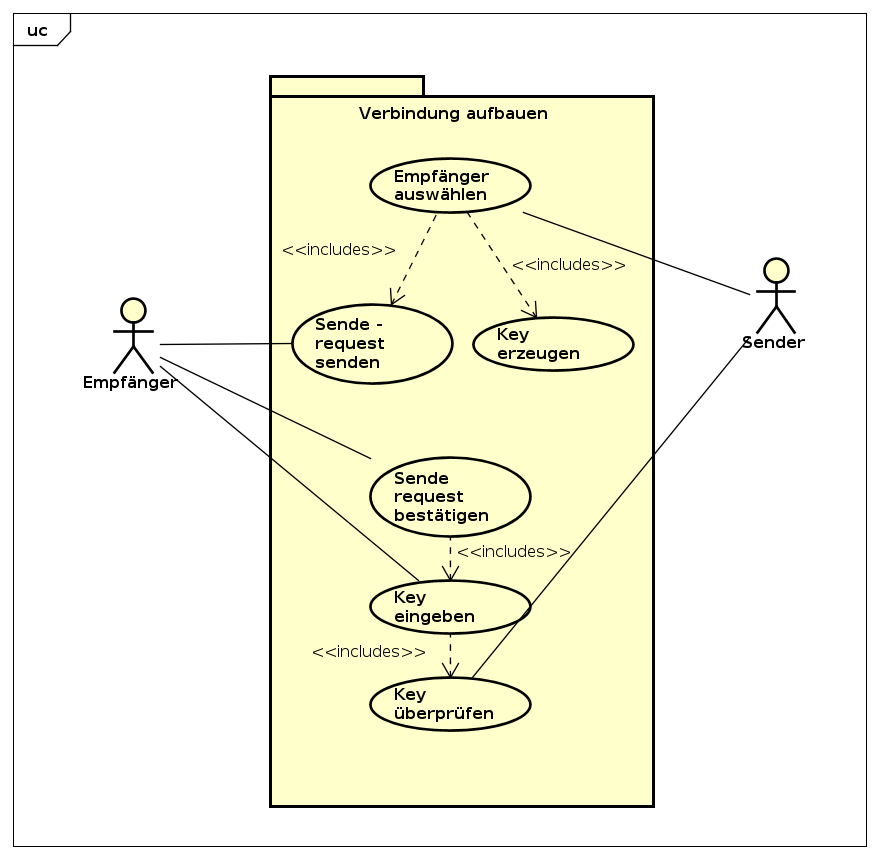 uc
Verbindung aufbauen
Empfänger
auswählen
<<includes>>
<<includes>>
Sende -
request
senden
Key
erzeugen
Sender
Empfänger
Sende
request
bestätigen
<<includes>>
Key
eingeben
<<includes>>
Key
überprüfen